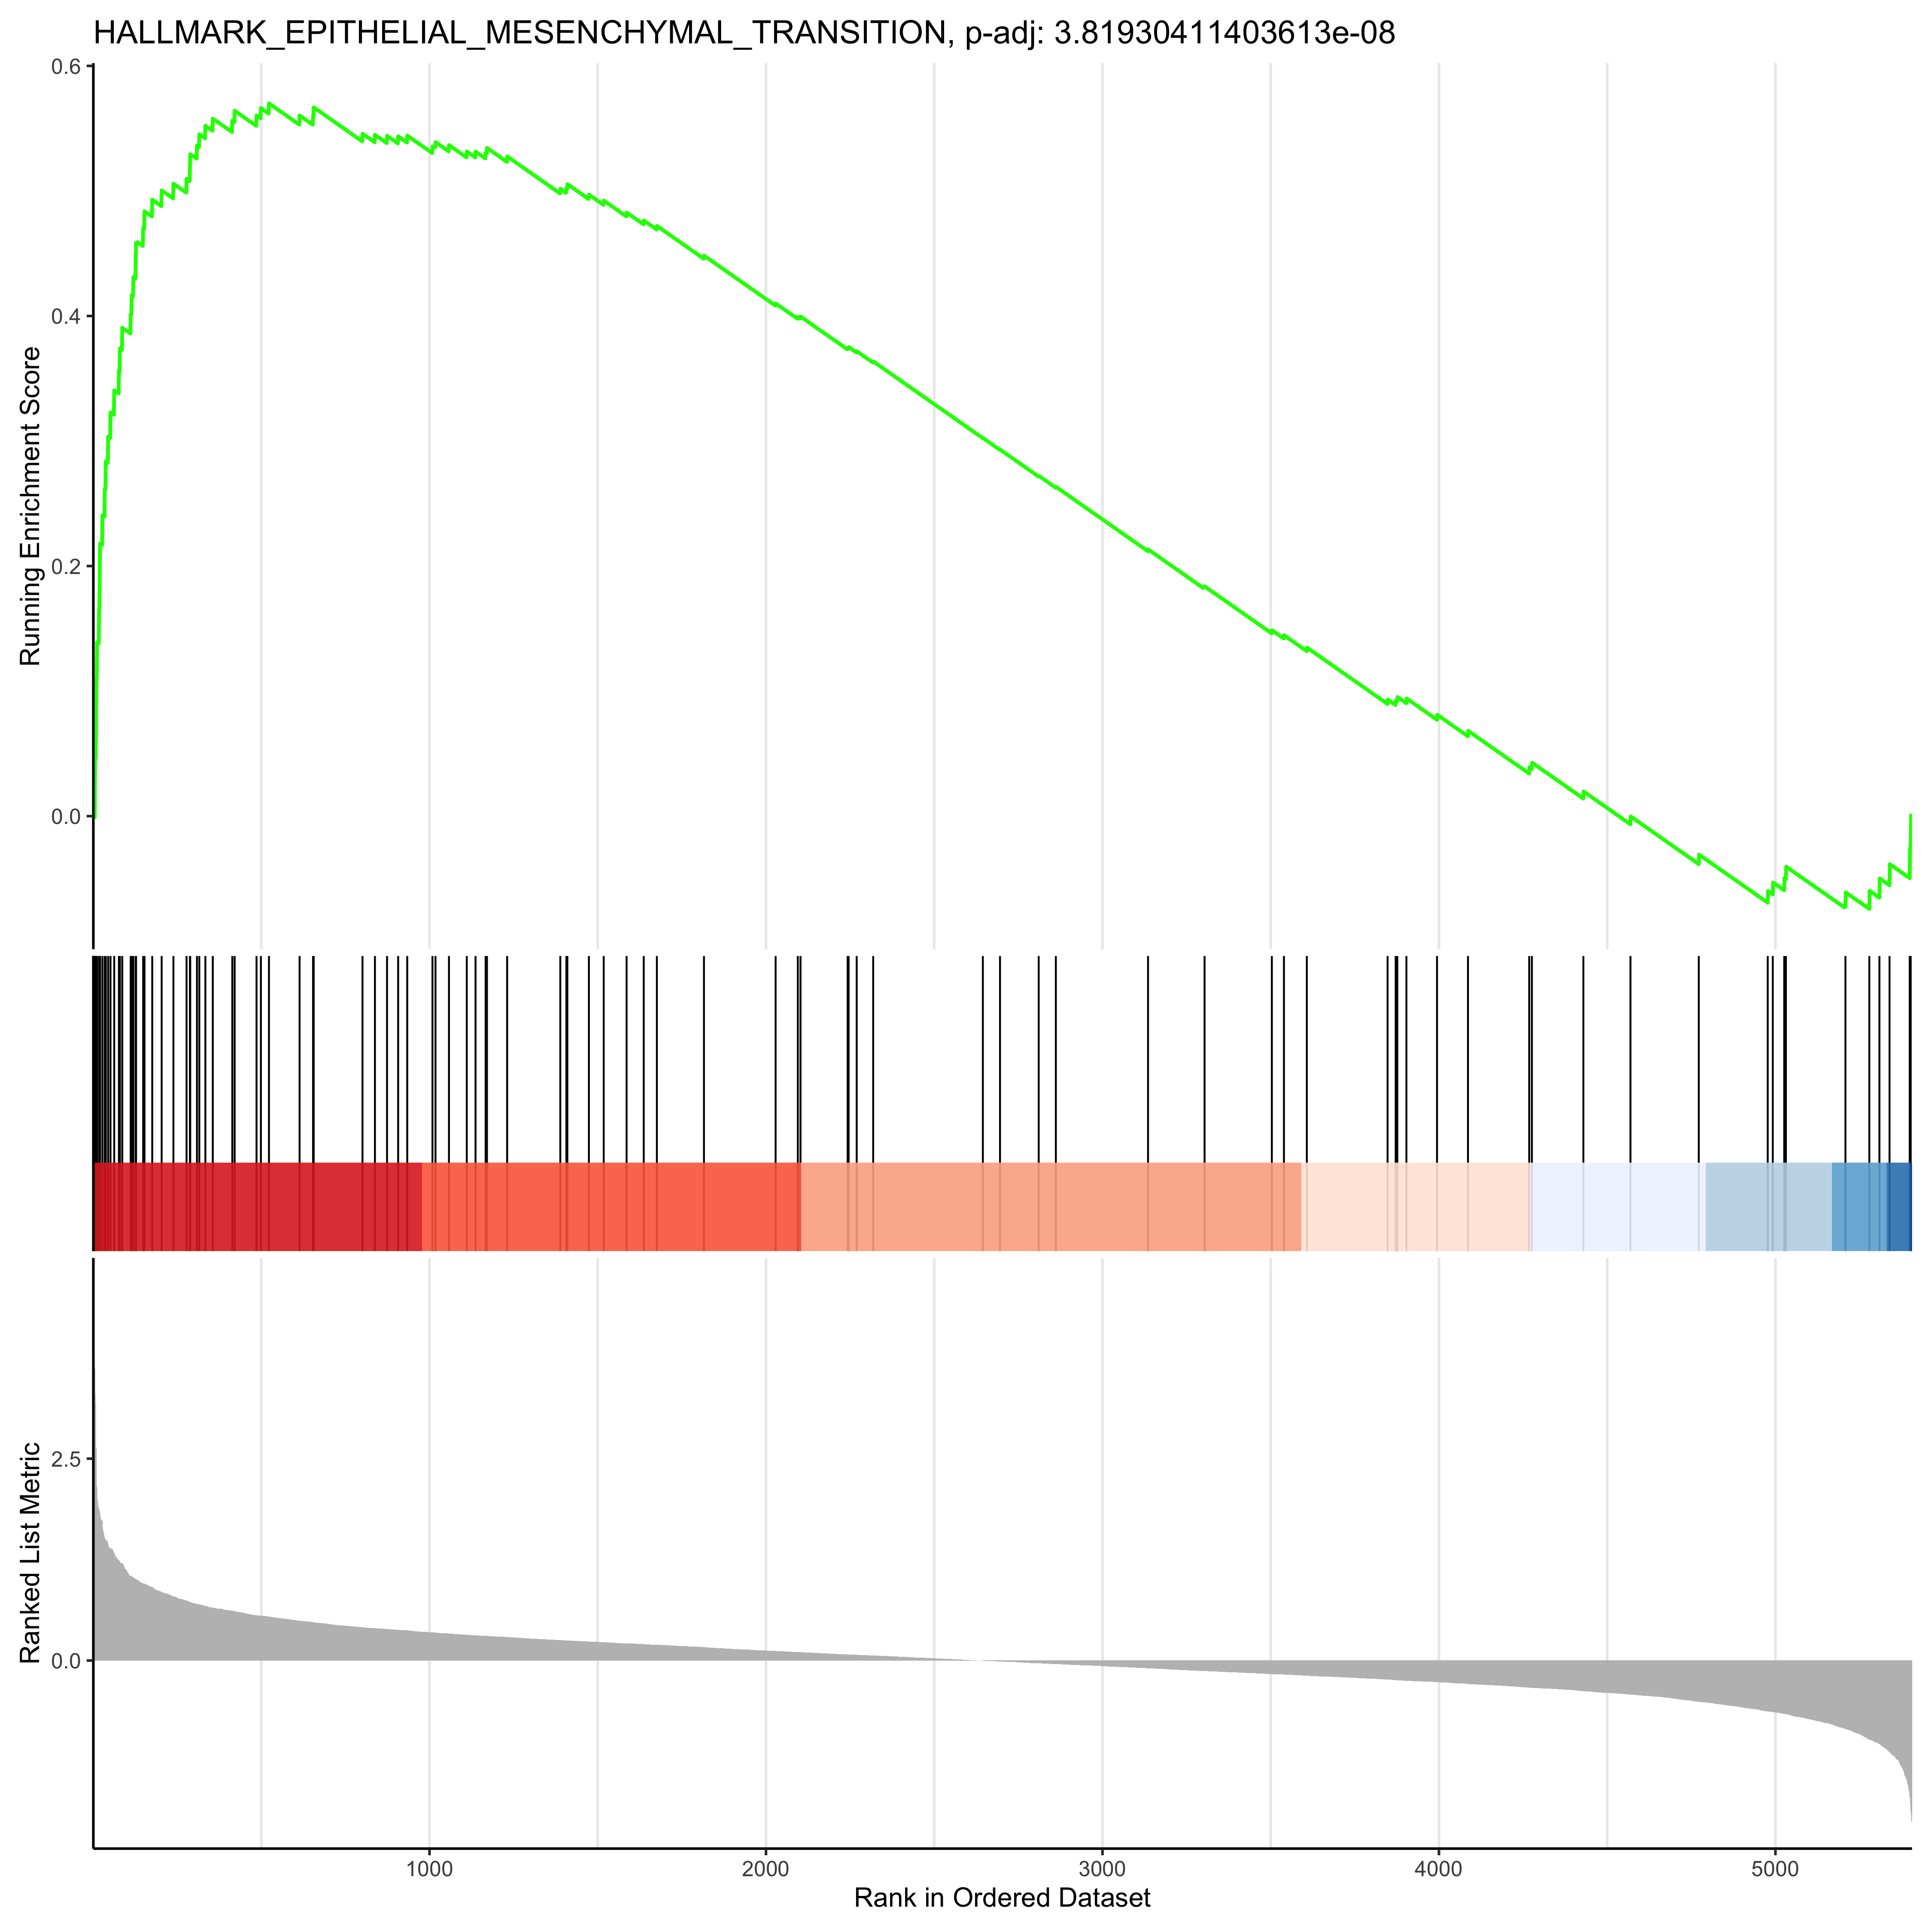 HALLMARK_EPITHELIAL_MESENCHYMAL_TRANSITION, p-adj: 3.81930411403613e-08
0.6
0.4
0.2
0.0
Running Enrichment Score
2.5
0.0
Ranked List Metric
1000 2000 3000 4000 5000
Rank in Ordered Dataset